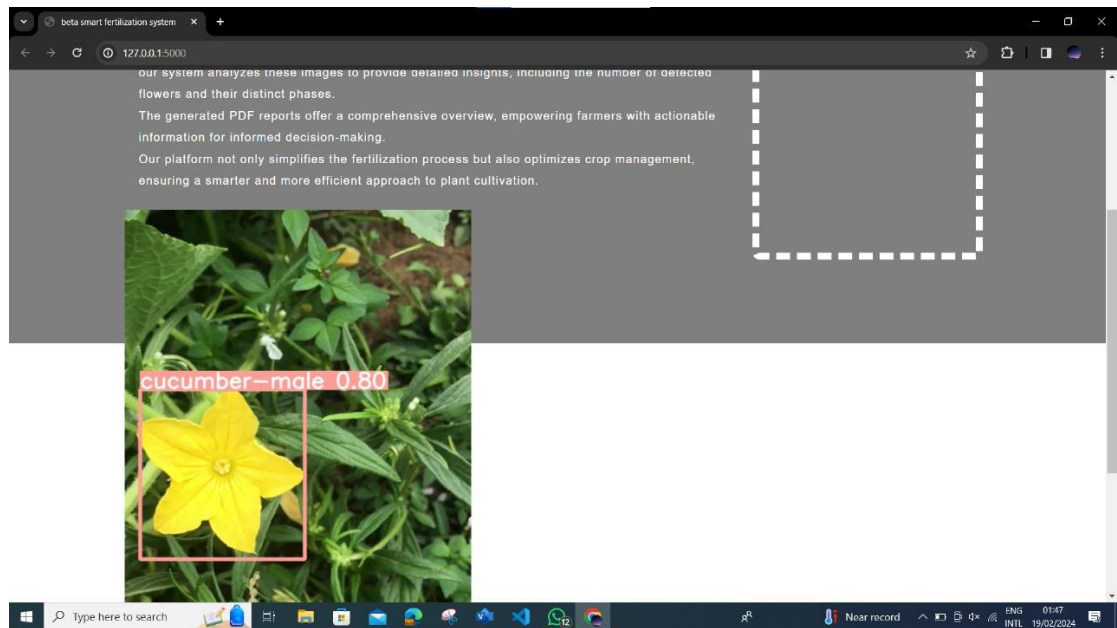 beta smart fertilization system
127.0.0.1:5000
our system analyzes these images to provide detailed insights, including the number of detected
flowers and their distinct phases.
The generated PDF reports offer a comprehensive overview, empowering farmers with actionable
information for informed decision-making.
Our platform not only simplifies the fertilization process but also optimizes crop management,
ensuring a smarter and more efficient approach to plant cultivation.
cucumber-male 0.80
Type here to search
12
Near record
ENG
INTL
01:47
19/02/2024